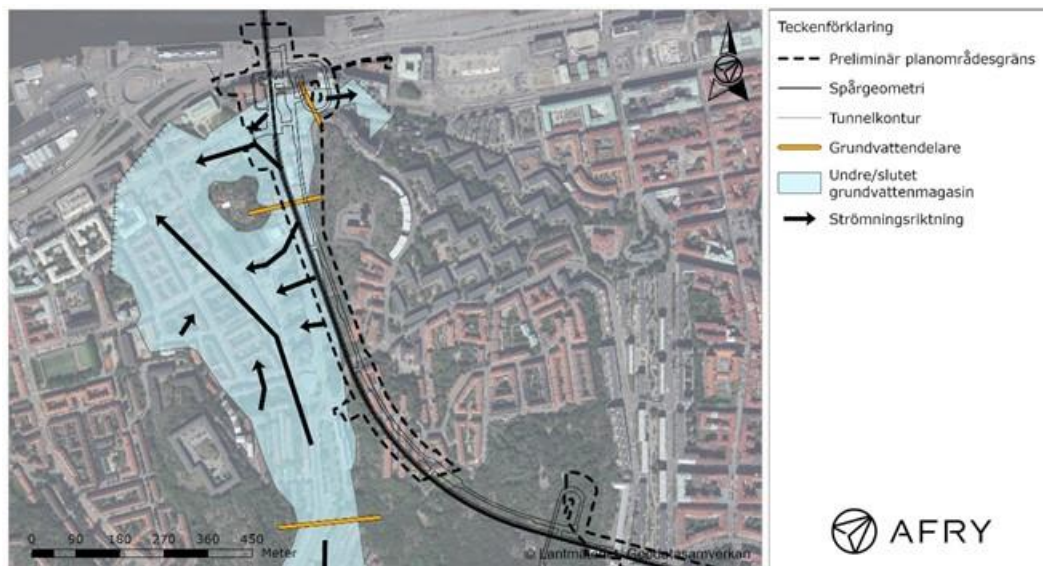 Teckenförklaring
Preliminär planområdesgräns
Spårgeometri
Tunnelkontur
Grundvattendelare
Undre/slutet
grundvattenmagasin
Strömningsriktning
0 90 180 270 360 450
Meter
© Lantmäteriet, Geodatasamverkan
AFRY